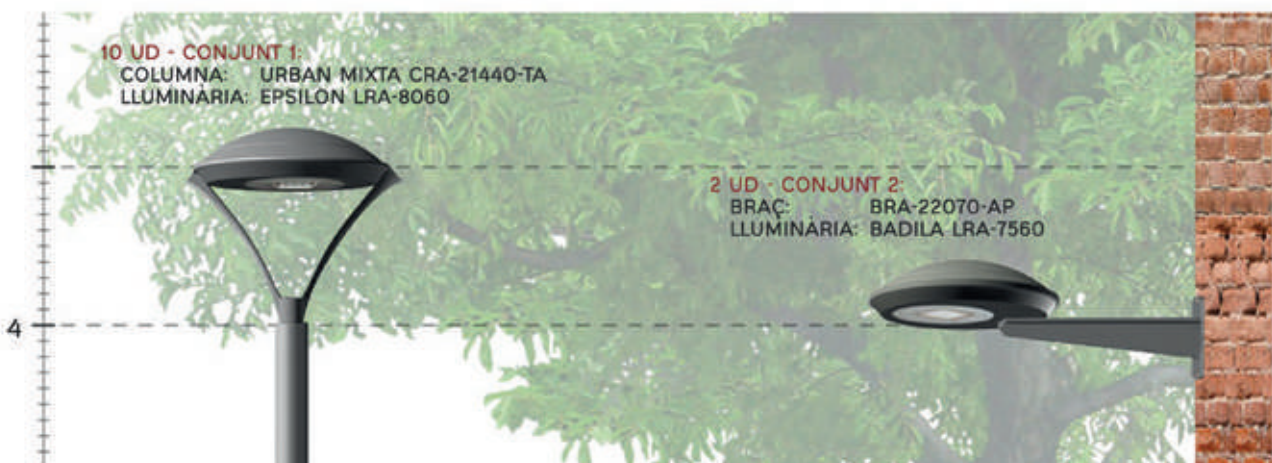 10 UD - CONJUNT 1:
COLUMNA: URBAN MIXTA CRA-21440-TA
LLUMINÀRIA: EPSILON LRA-8060
2 UD - CONJUNT 2:
BRAÇ: BRA-22070-AP
LLUMINÀRIA: BADILA LRA-7560
4